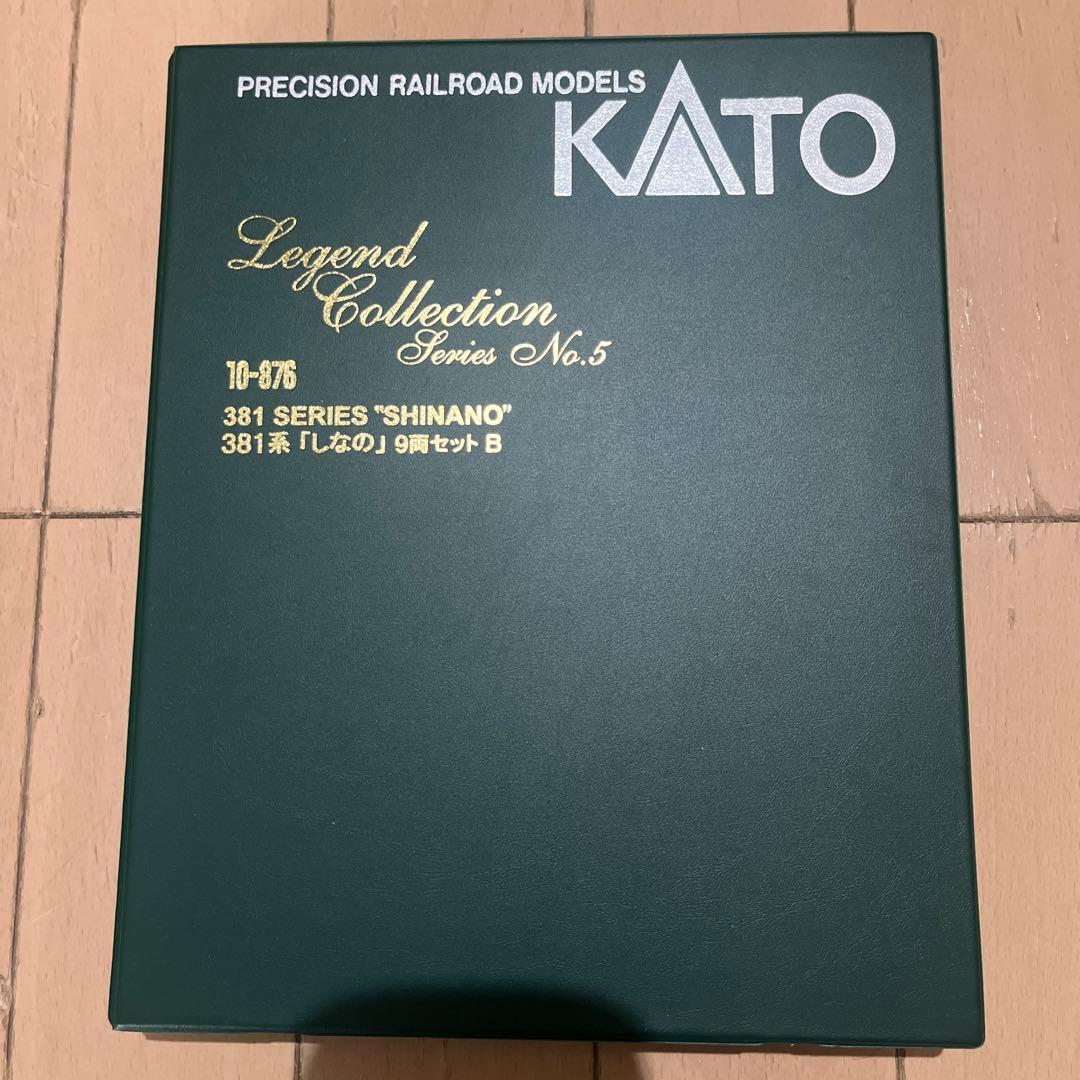 PRECISION RAILROAD MODELS
KATO
Legend
Collection
Series No.5
10-876
381 SERIES "SHINANO"
381系「しなの」9両セット B